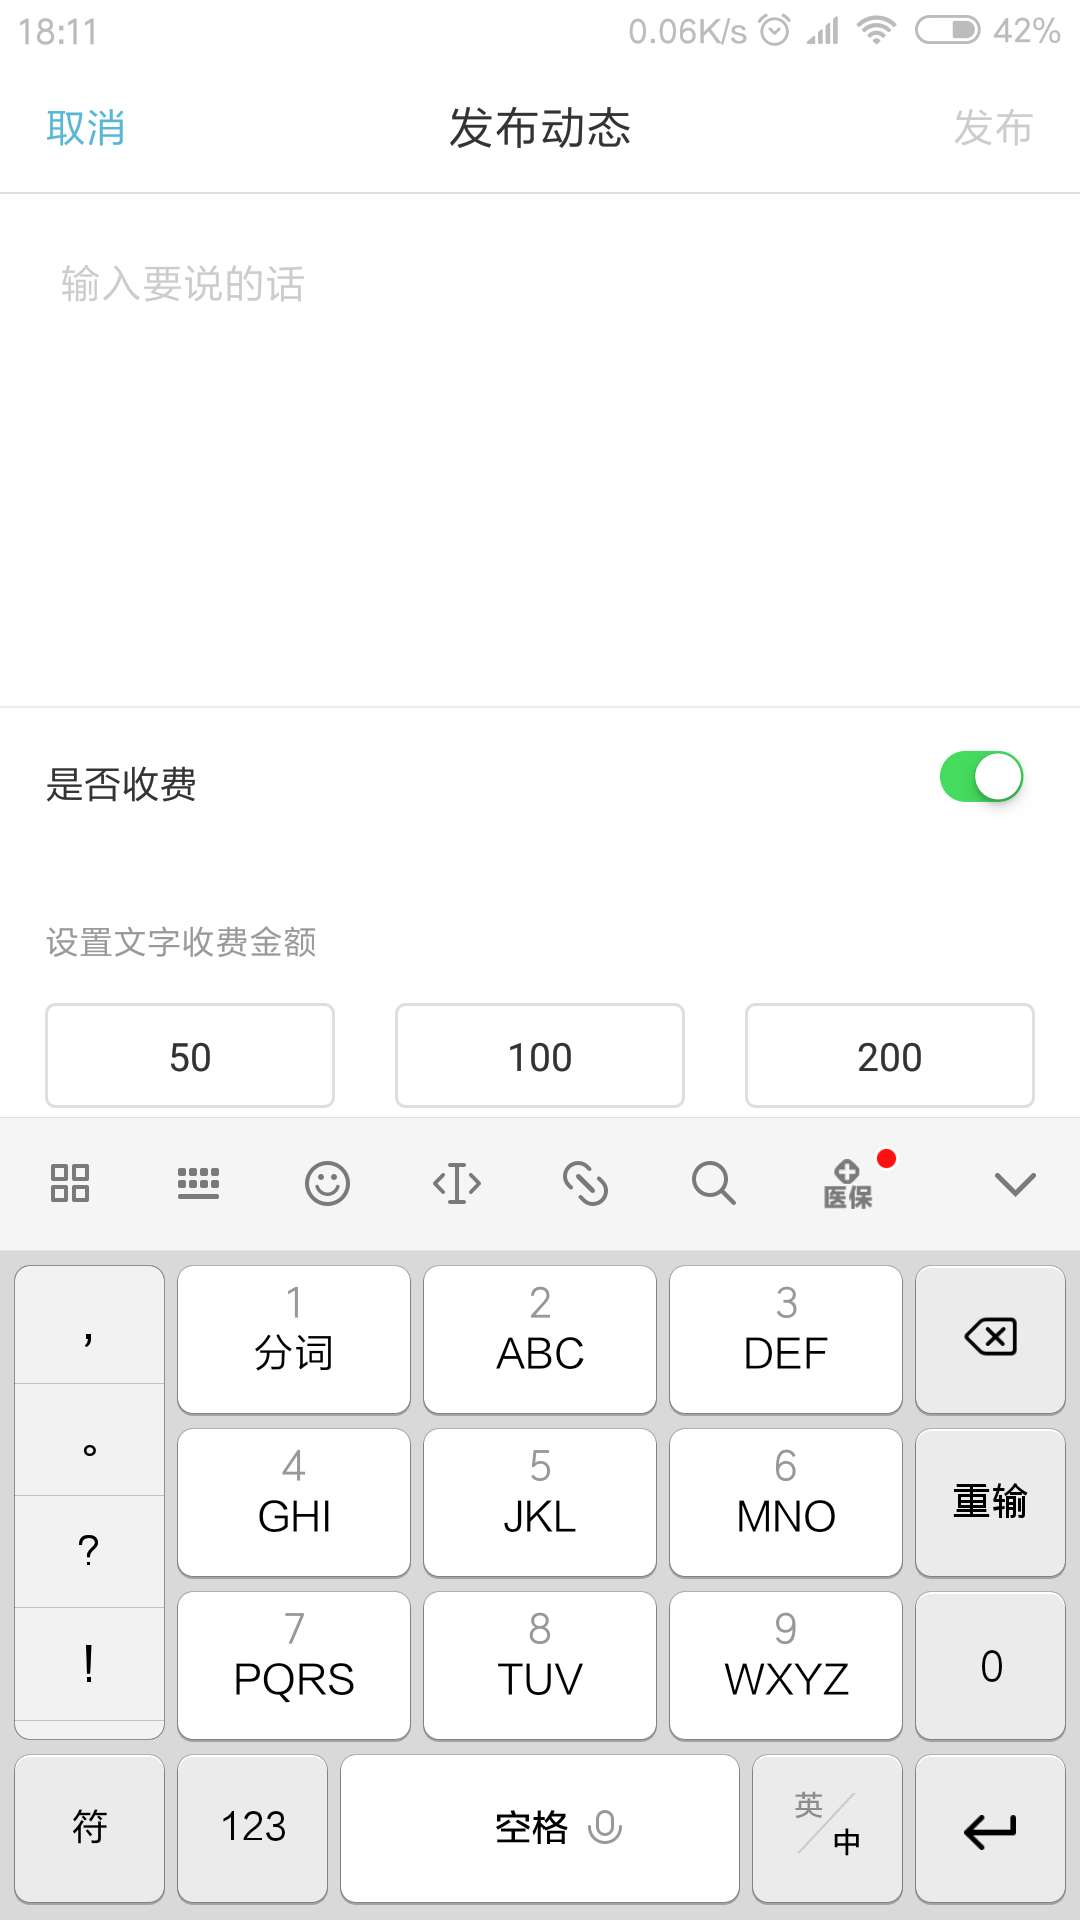 18:11 0.06K/s 42%
取消 发布动态 发布
输入要说的话
是否收费
设置文字收费金额
50 100 200
医保
, 1 2 3
分词 ABC DEF
。 4 5 6
GHI JKL MNO 重输
? 7 8 9
! PQRS TUV WXYZ 0
符 123 空格 英/中